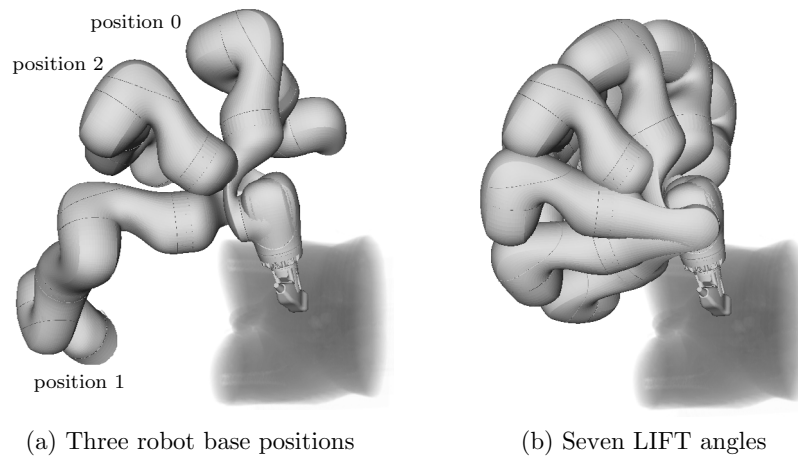 position 0
position 2
position 1
(a) Three robot base positions
(b) Seven LIFT angles